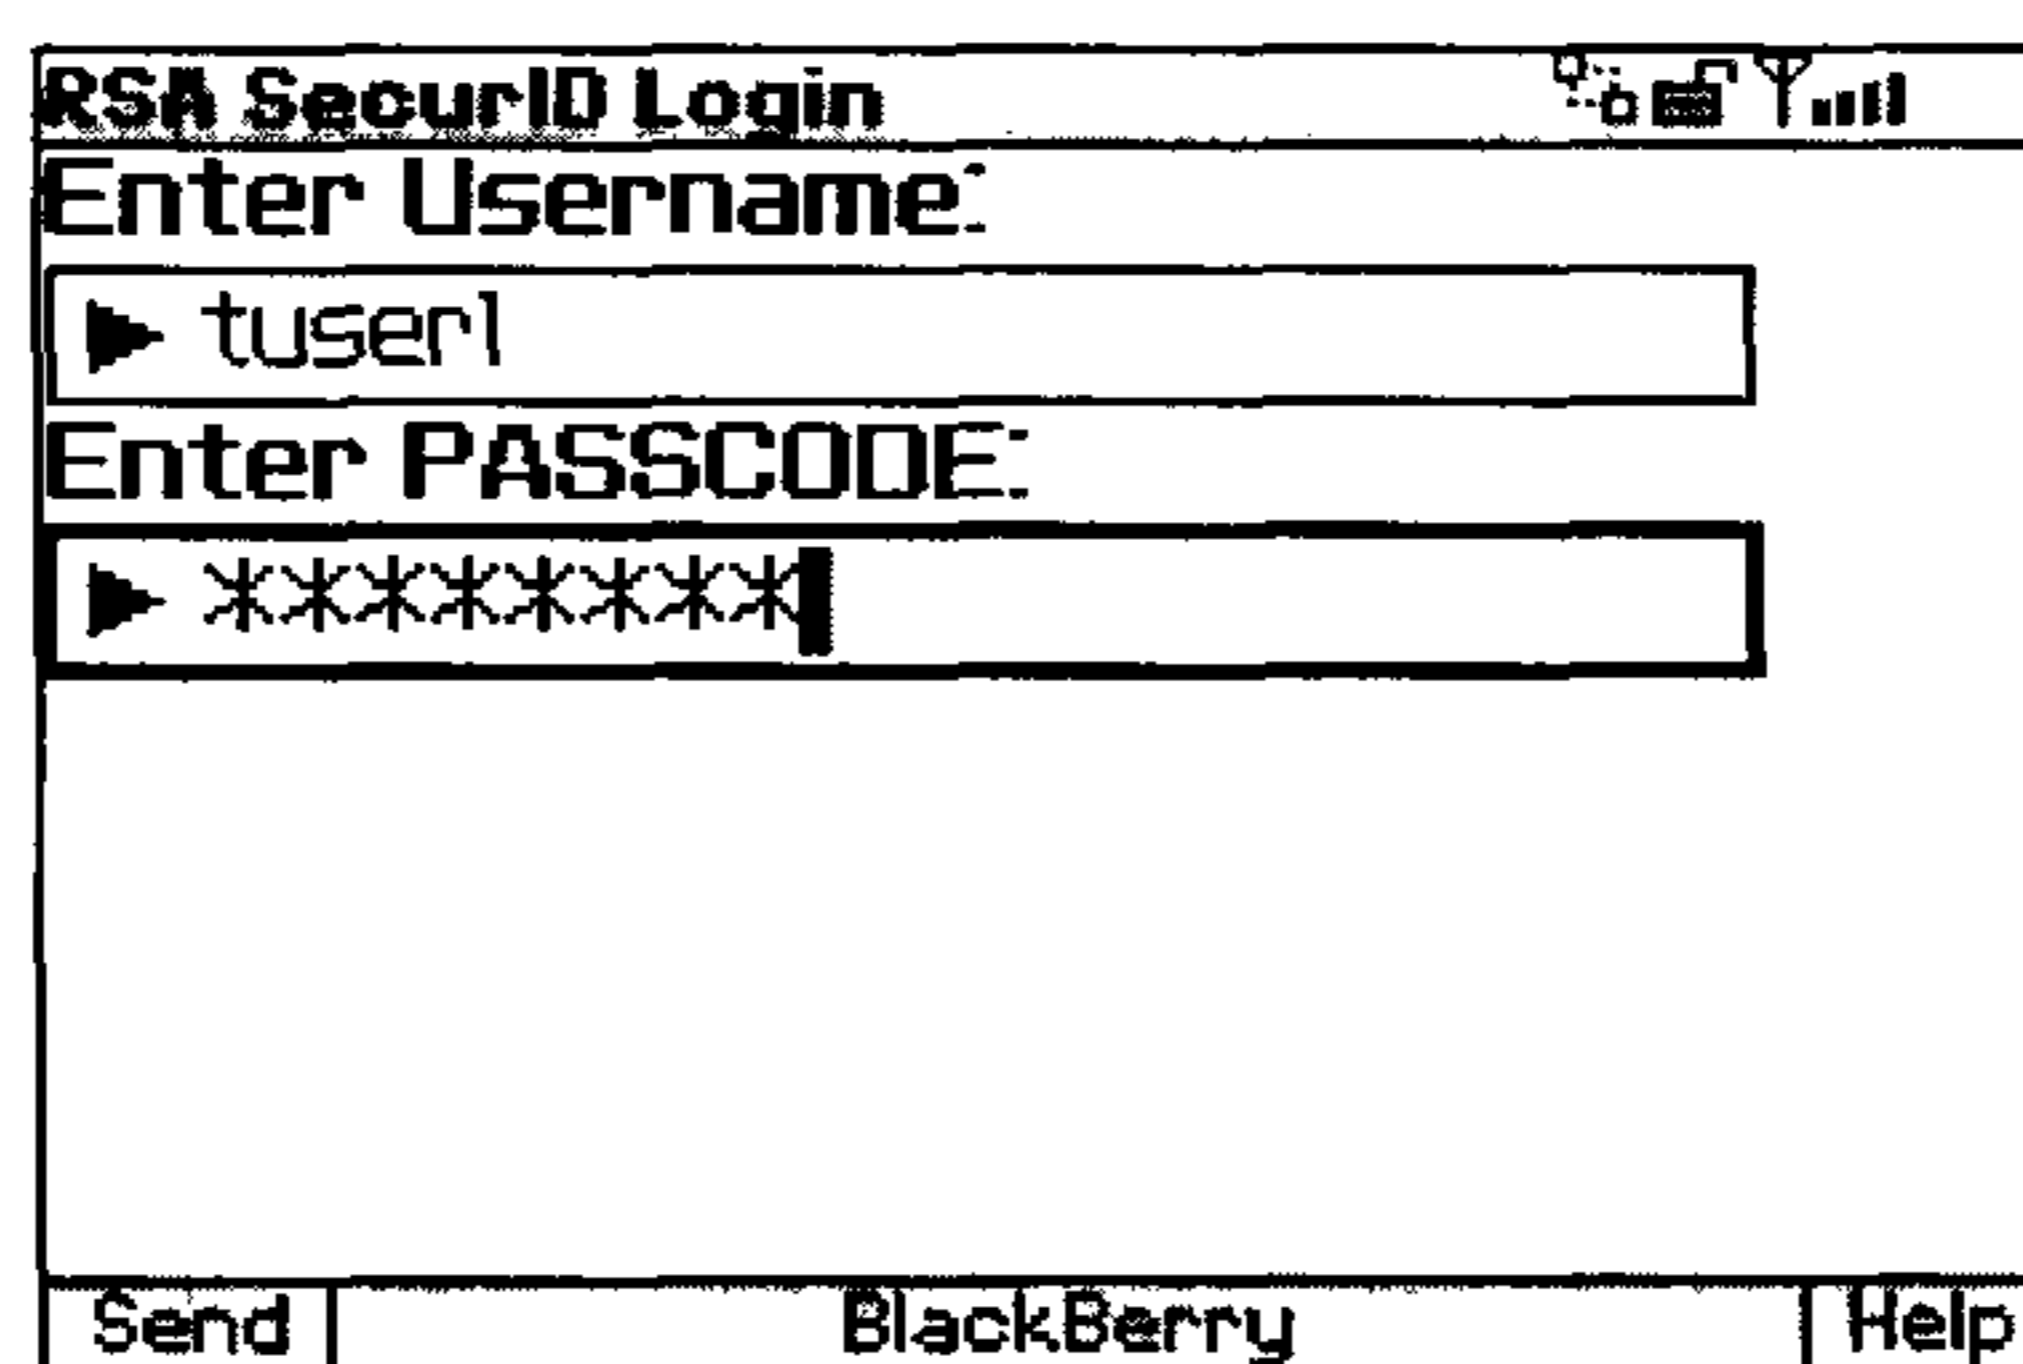 RSA SecurID Login
Enter Username:
tuser1
Enter PASSCODE:
********
Send BlackBerry Help